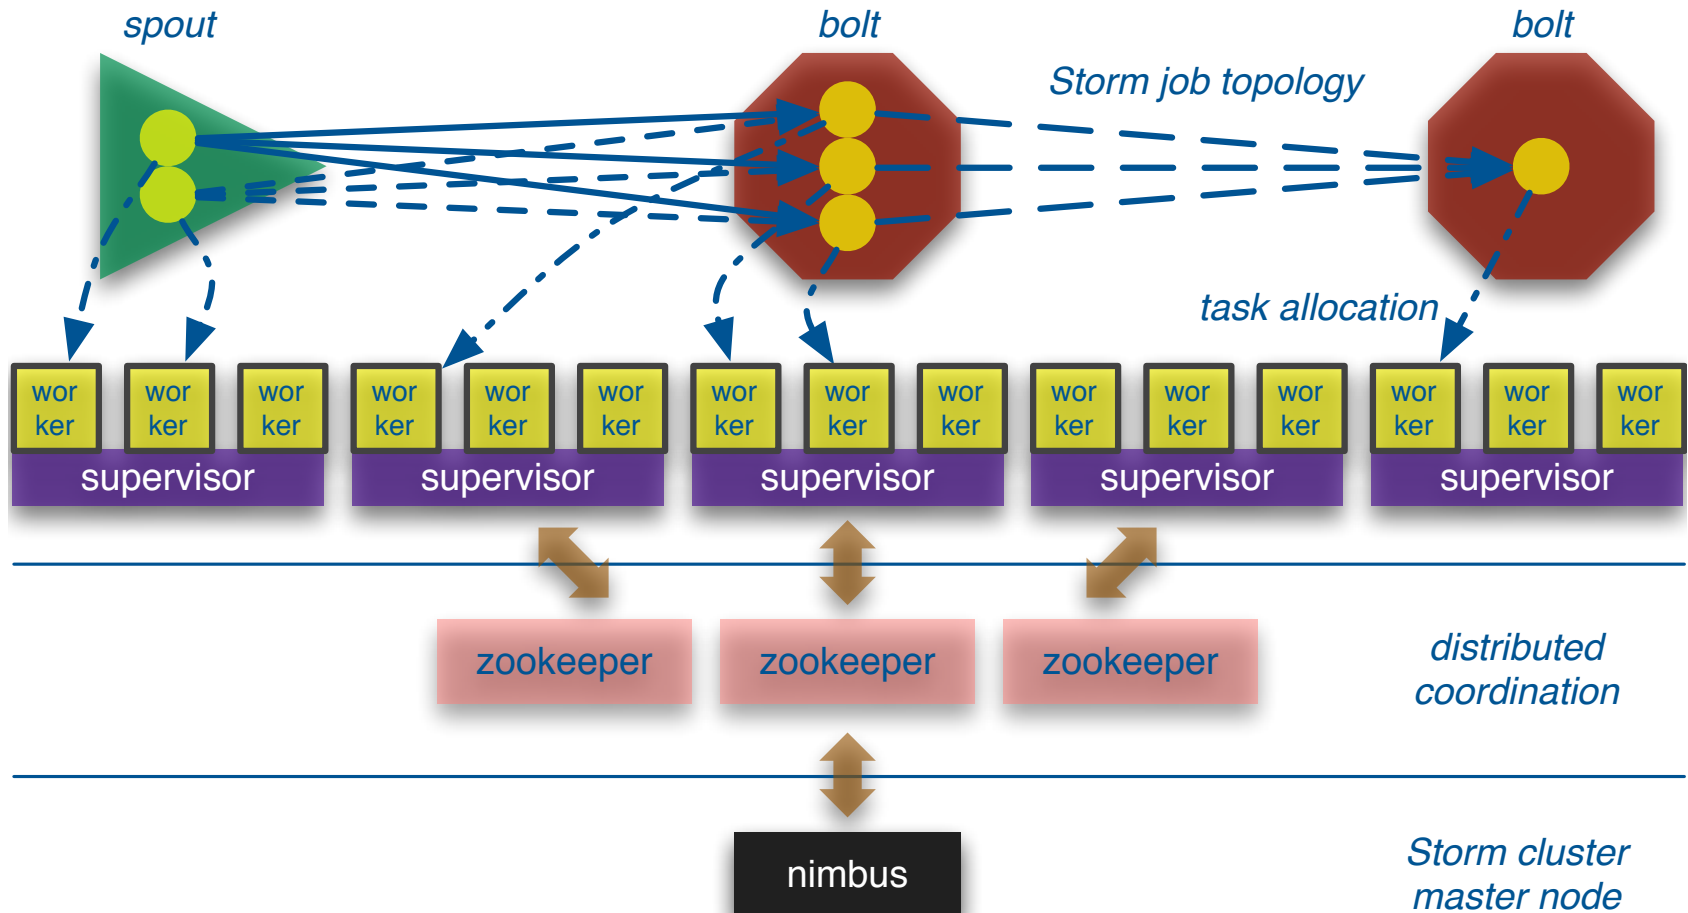 spout
bolt
bolt
Storm job topology
task allocation
wor
ker
wor
ker
wor
ker
wor
ker
wor
ker
wor
ker
wor
ker
wor
ker
wor
ker
wor
ker
wor
ker
wor
ker
wor
ker
wor
ker
wor
ker
supervisor
supervisor
supervisor
supervisor
supervisor
zookeeper
zookeeper
zookeeper
distributed
coordination
nimbus
Storm cluster
master node